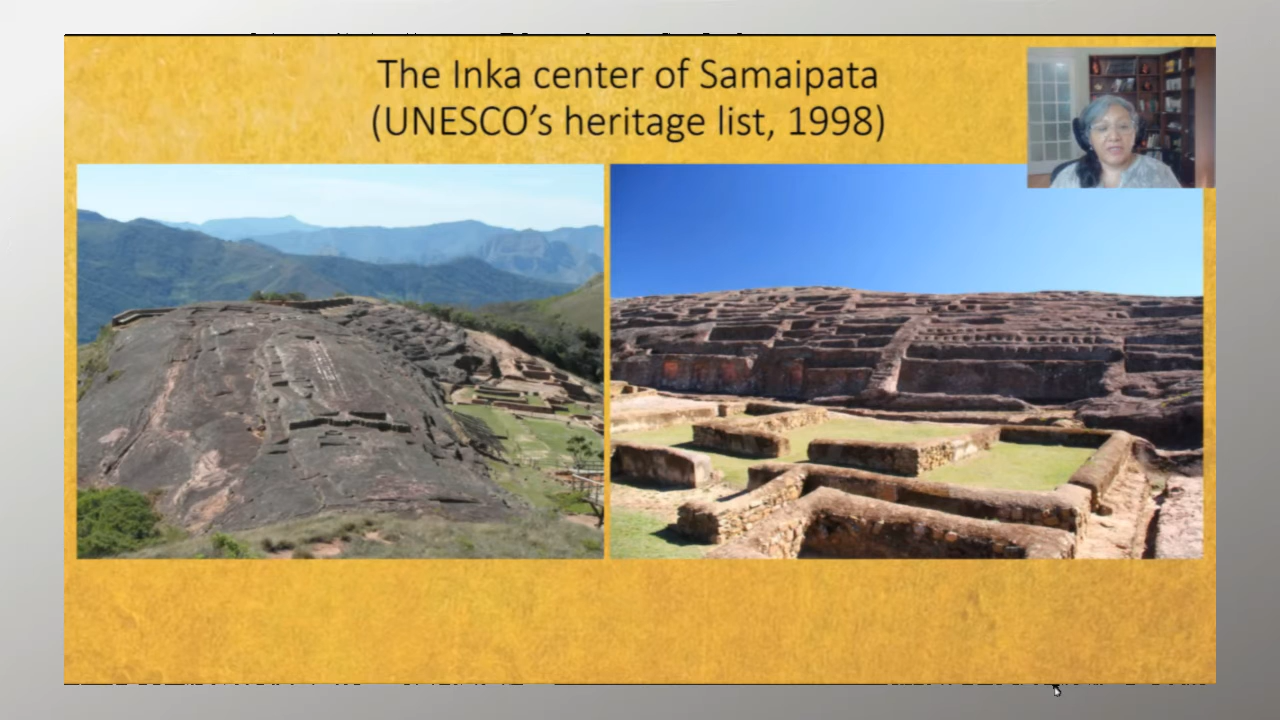 The Inka center of Samaipata
(UNESCO’s heritage list, 1998)